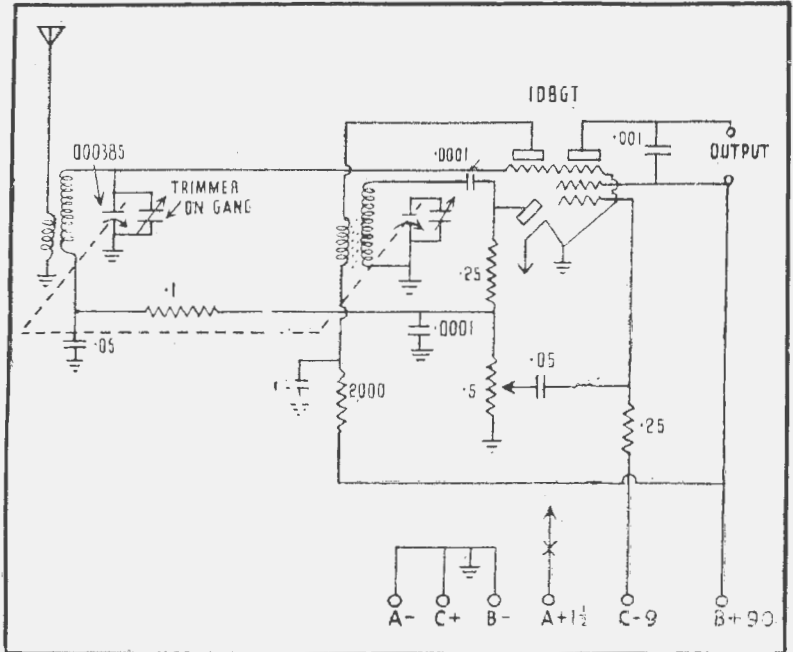 1D8GT
.001
OUTPUT
.000385
.0001
TRIMMER
ON GANG
.25
.1
.0001
.05
.05
2000
.5
.25
A-
C+
B-
A+1½
C-9
B+90